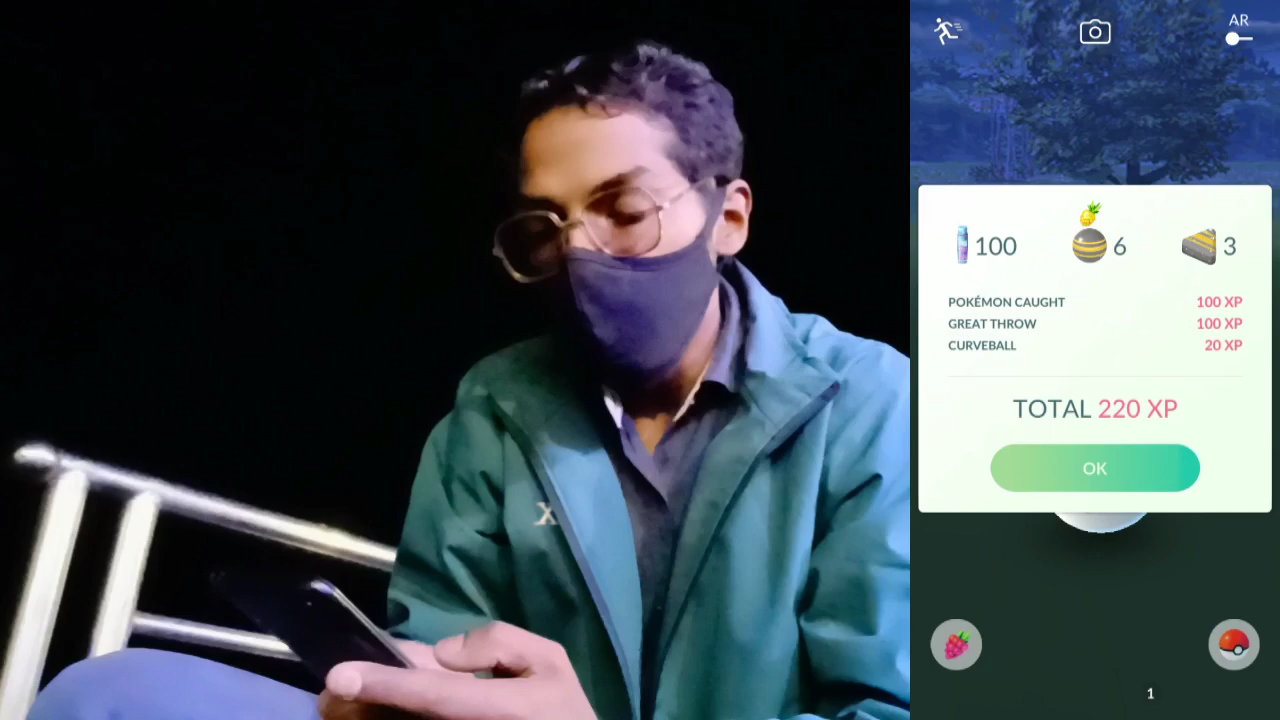 X
AR
100
6
3
POKÉMON CAUGHT 100 XP
GREAT THROW 100 XP
CURVEBALL 20 XP
TOTAL 220 XP
OK
1